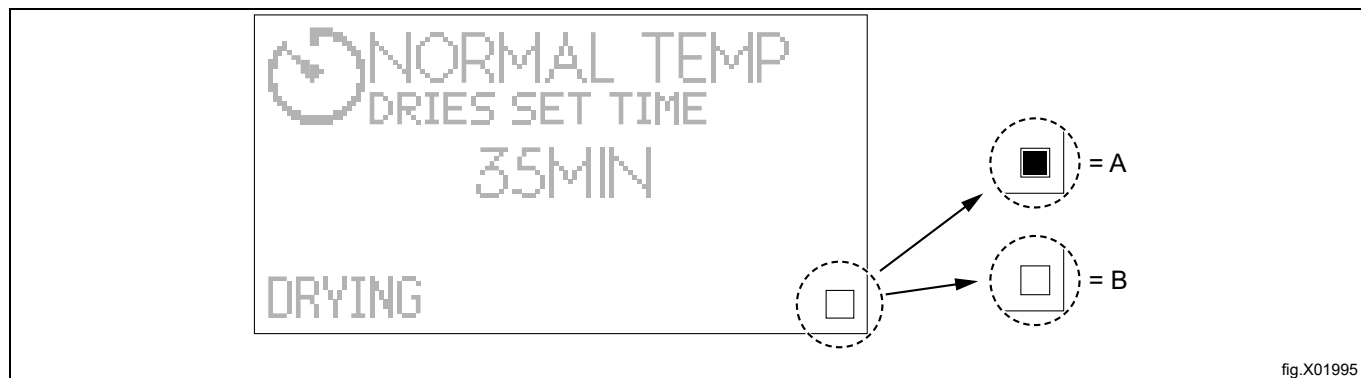 NORMAL TEMP
DRIES SET TIME
35MIN
DRYING
= A
= B
fig.X01995